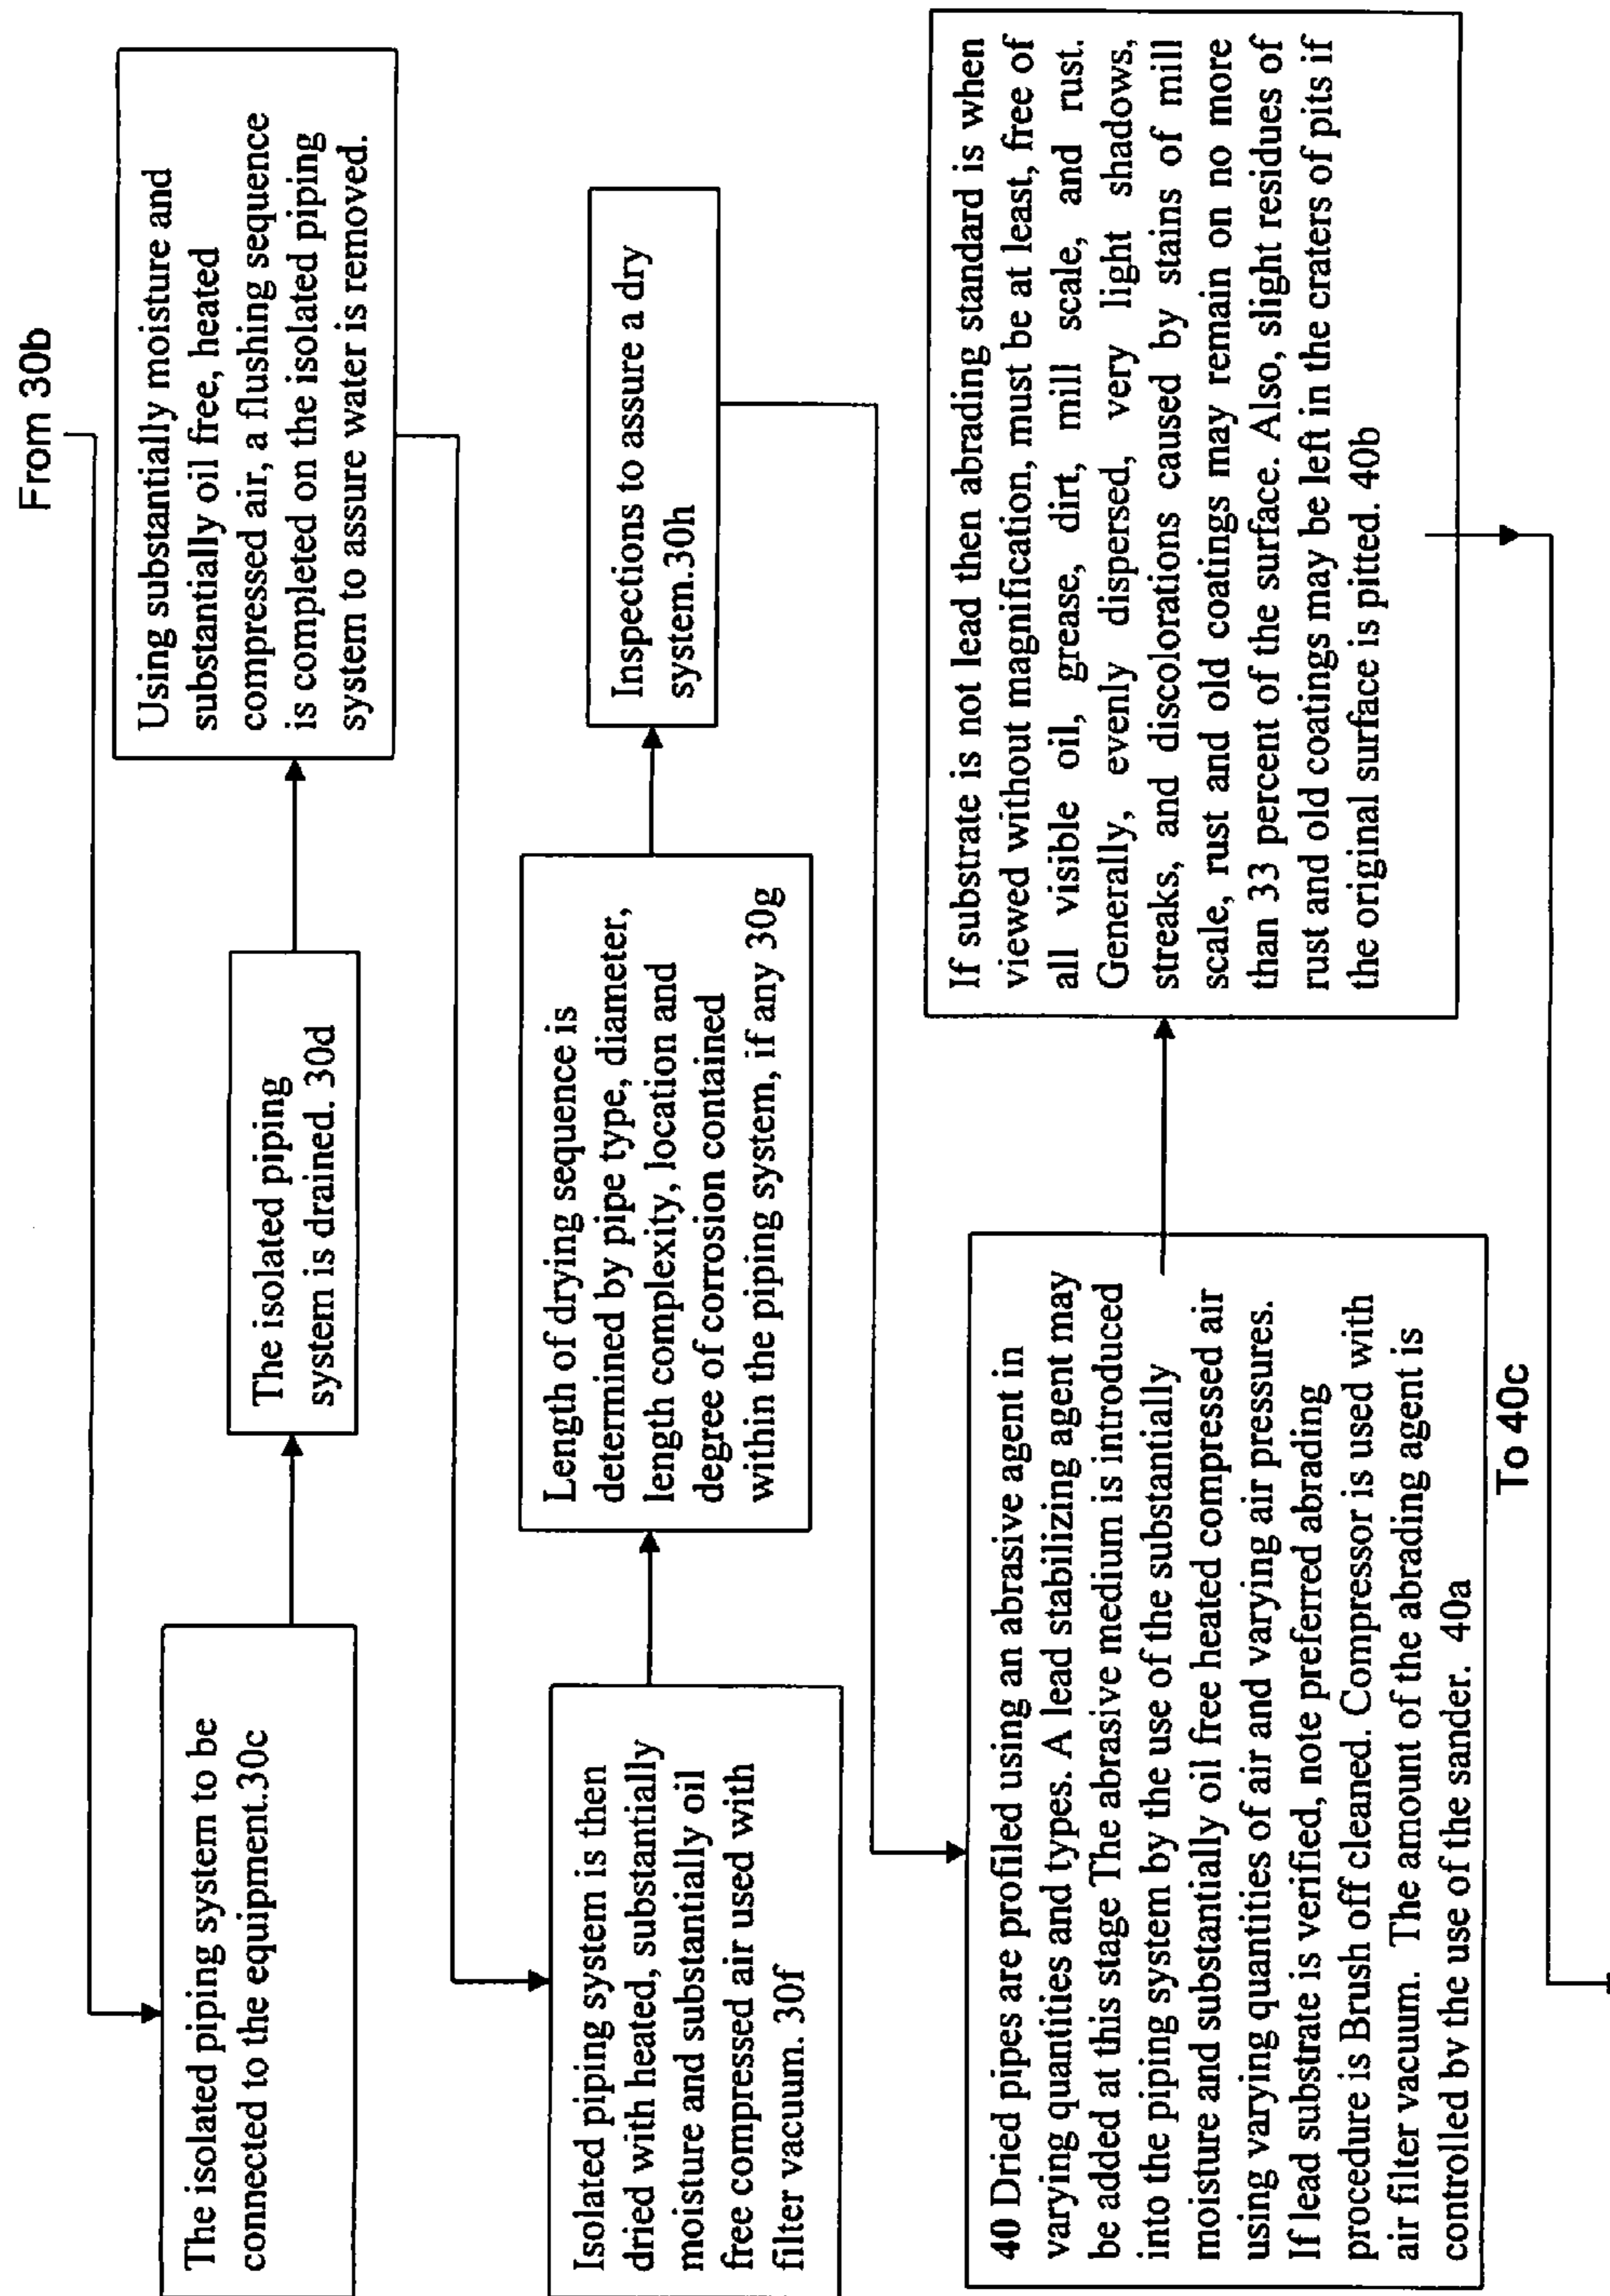 From 30b
The isolated piping system to be
connected to the equipment.30c
The isolated piping
system is drained. 30d
Using substantially moisture and
substantially oil free, heated
compressed air, a flushing sequence
is completed on the isolated piping
system to assure water is removed.
Isolated piping system is then
dried with heated, substantially
moisture and substantially oil
free compressed air used with
filter vacuum. 30f
Length of drying sequence is
determined by pipe type, diameter,
length complexity, location and
degree of corrosion contained
within the piping system, if any 30g
Inspections to assure a dry
system.30h
40 Dried pipes are profiled using an abrasive agent in
varying quantities and types. A lead stabilizing agent may
be added at this stage The abrasive medium is introduced
into the piping system by the use of the substantially
moisture and substantially oil free heated compressed air
using varying quantities of air and varying air pressures.
If lead substrate is verified, note preferred abrading
procedure is Brush off cleaned. Compressor is used with
air filter vacuum. The amount of the abrading agent is
controlled by the use of the sander. 40a
If substrate is not lead then abrading standard is when
viewed without magnification, must be at least, free of
all visible oil, grease, dirt, mill scale, and rust.
Generally, evenly dispersed, very light shadows,
streaks, and discolorations caused by stains of mill
scale, rust and old coatings may remain on no more
than 33 percent of the surface. Also, slight residues of
rust and old coatings may be left in the craters of pits if
the original surface is pitted. 40b
To 40c